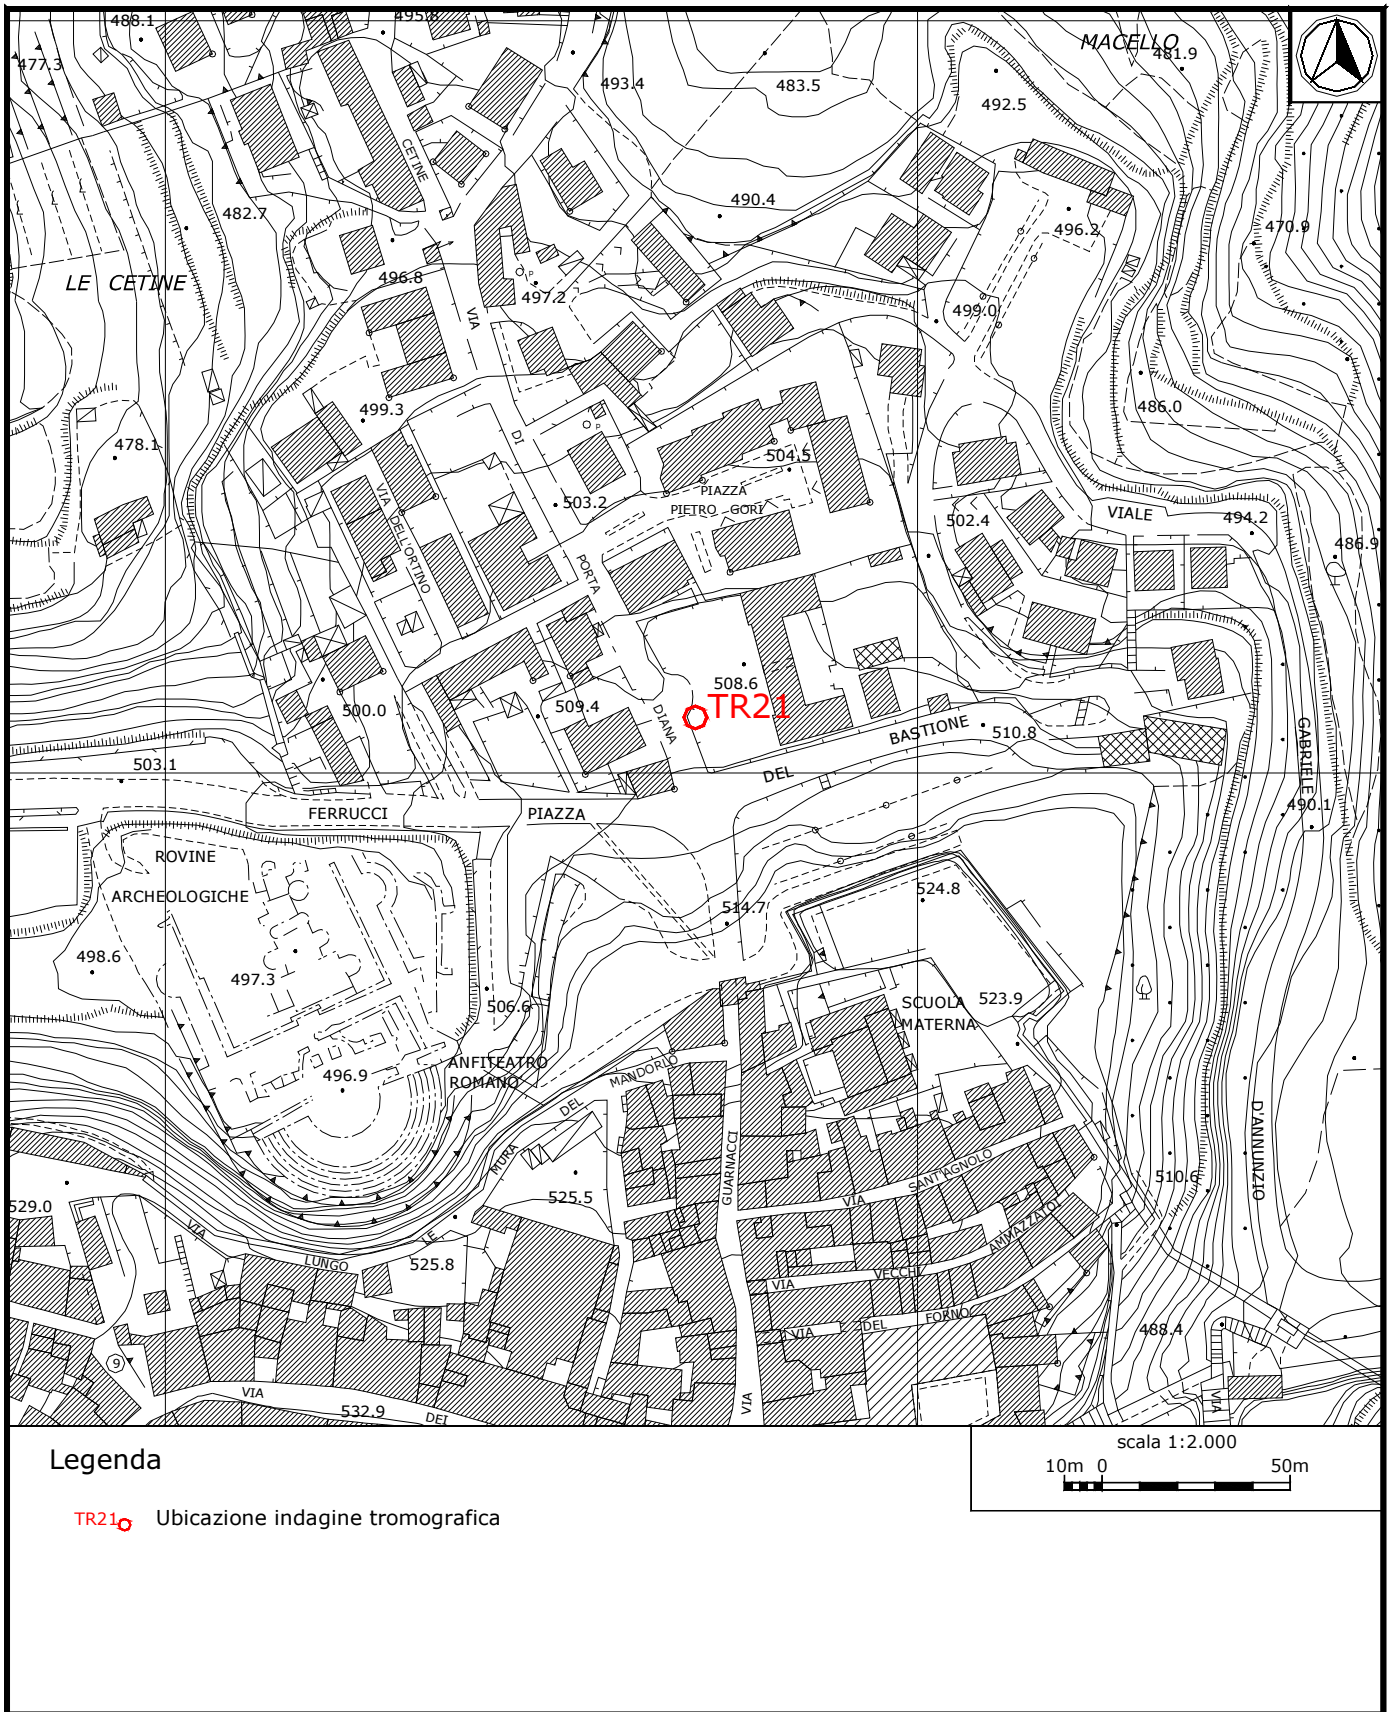 488.1
495.8
MACELLO
481.9
477.3
493.4
483.5
492.5
CETINE
490.4
482.7
496.2
470.9
LE CETINE
496.8
497.2
P
499.0
VIA
499.3
486.0
P
DI
478.1
504.5
PIAZZA
503.2
PIETRO GORI
VIA DELL'ORTINO
502.4
VIALE
494.2
486.9
PORTA
508.6
TR21
500.0
509.4
DIANA
BASTIONE
510.8
GABRIELE
503.1
DEL
490.1
FERRUCCI
PIAZZA
ROVINE
ARCHEOLOGICHE
524.8
514.7
498.6
497.3
506.6
SCUOLA
MATERNA
523.9
ANFITEATRO
ROMANO
496.9
MANDORLO
DEL
MURA
GUARNACCI
D'ANNUNZIO
SANT'AGNOLO
510.6
525.5
VIA
529.0
VIA
AMMAZZATOI
LE
LUNGO
525.8
VECCHI
VIA
FORNO
DEL
VIA
488.4
9
VIA
VIA
VIA
532.9
DEI
Legenda
scala 1:2.000
10m 0 50m
TR21 Ubicazione indagine tromografica